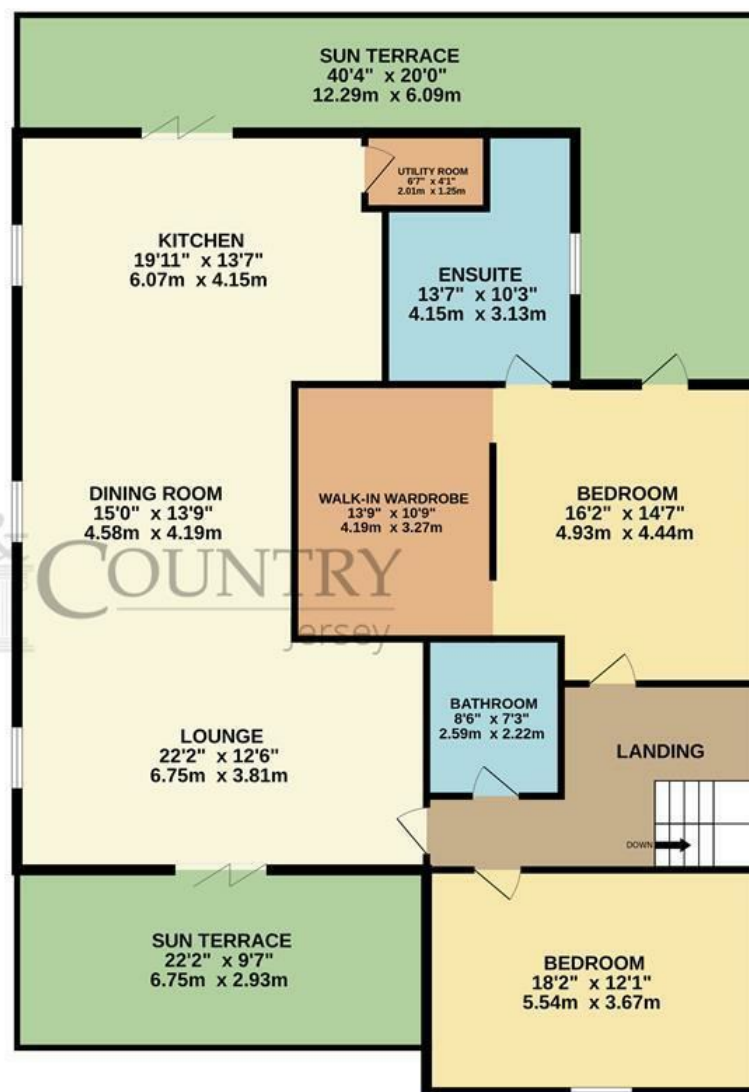 SUN TERRACE
40'4" x 20'0"
12.29m x 6.09m
UTILITY ROOM
6'7" x 4'1"
2.01m x 1.25m
KITCHEN
19'11" x 13'7"
6.07m x 4.15m
ENSUITE
13'7" x 10'3"
4.15m x 3.13m
DINING ROOM
15'0" x 13'9"
4.58m x 4.19m
WALK-IN WARDROBE
13'9" x 10'9"
4.19m x 3.27m
BEDROOM
16'2" x 14'7"
4.93m x 4.44m
COUNTRY
Jersey
LOUNGE
22'2" x 12'6"
6.75m x 3.81m
BATHROOM
8'6" x 7'3"
2.59m x 2.22m
LANDING
DOWN
SUN TERRACE
22'2" x 9'7"
6.75m x 2.93m
BEDROOM
18'2" x 12'1"
5.54m x 3.67m